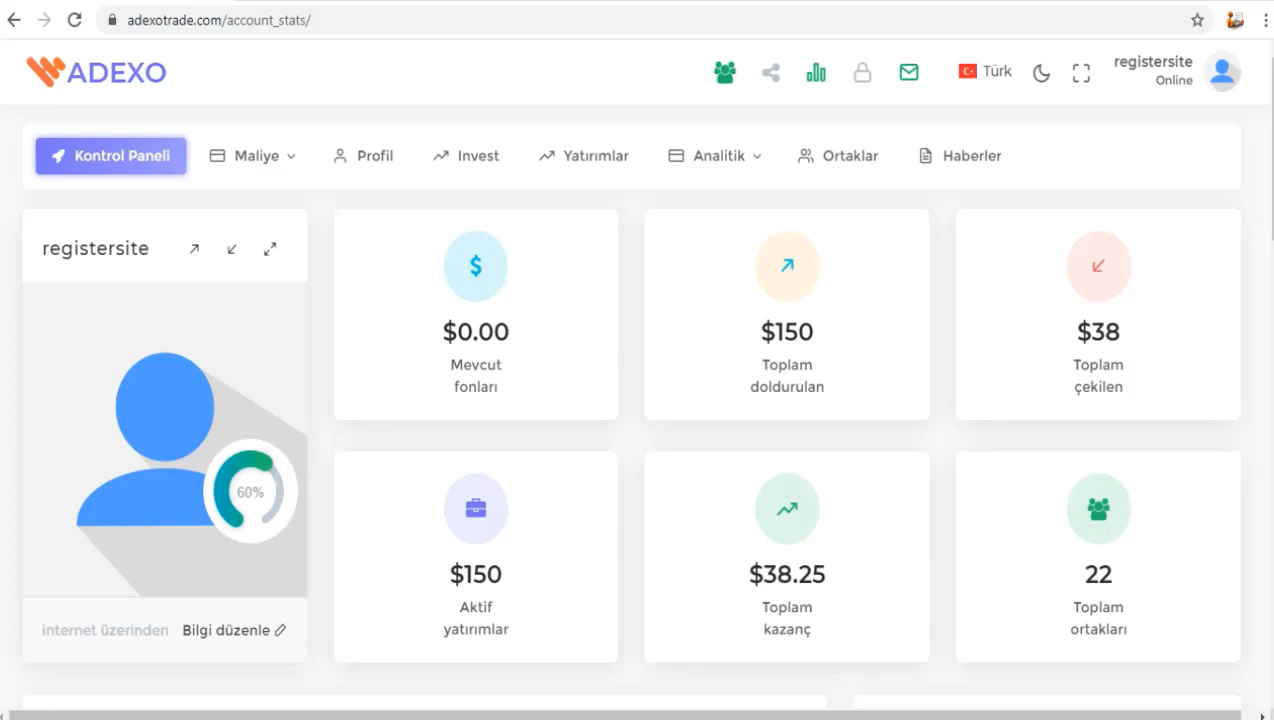 adexotrade.com/account_stats/
ADEXO
Türk
registersite
Online
Kontrol Paneli
Maliye
Profil
Invest
Yatırımlar
Analitik
Ortaklar
Haberler
registersite
60%
internet üzerinden
Bilgi düzenle
$0.00
Mevcut
fonları
$150
Toplam
doldurulan
$38
Toplam
çekilen
$150
Aktif
yatırımlar
$38.25
Toplam
kazanç
22
Toplam
ortakları